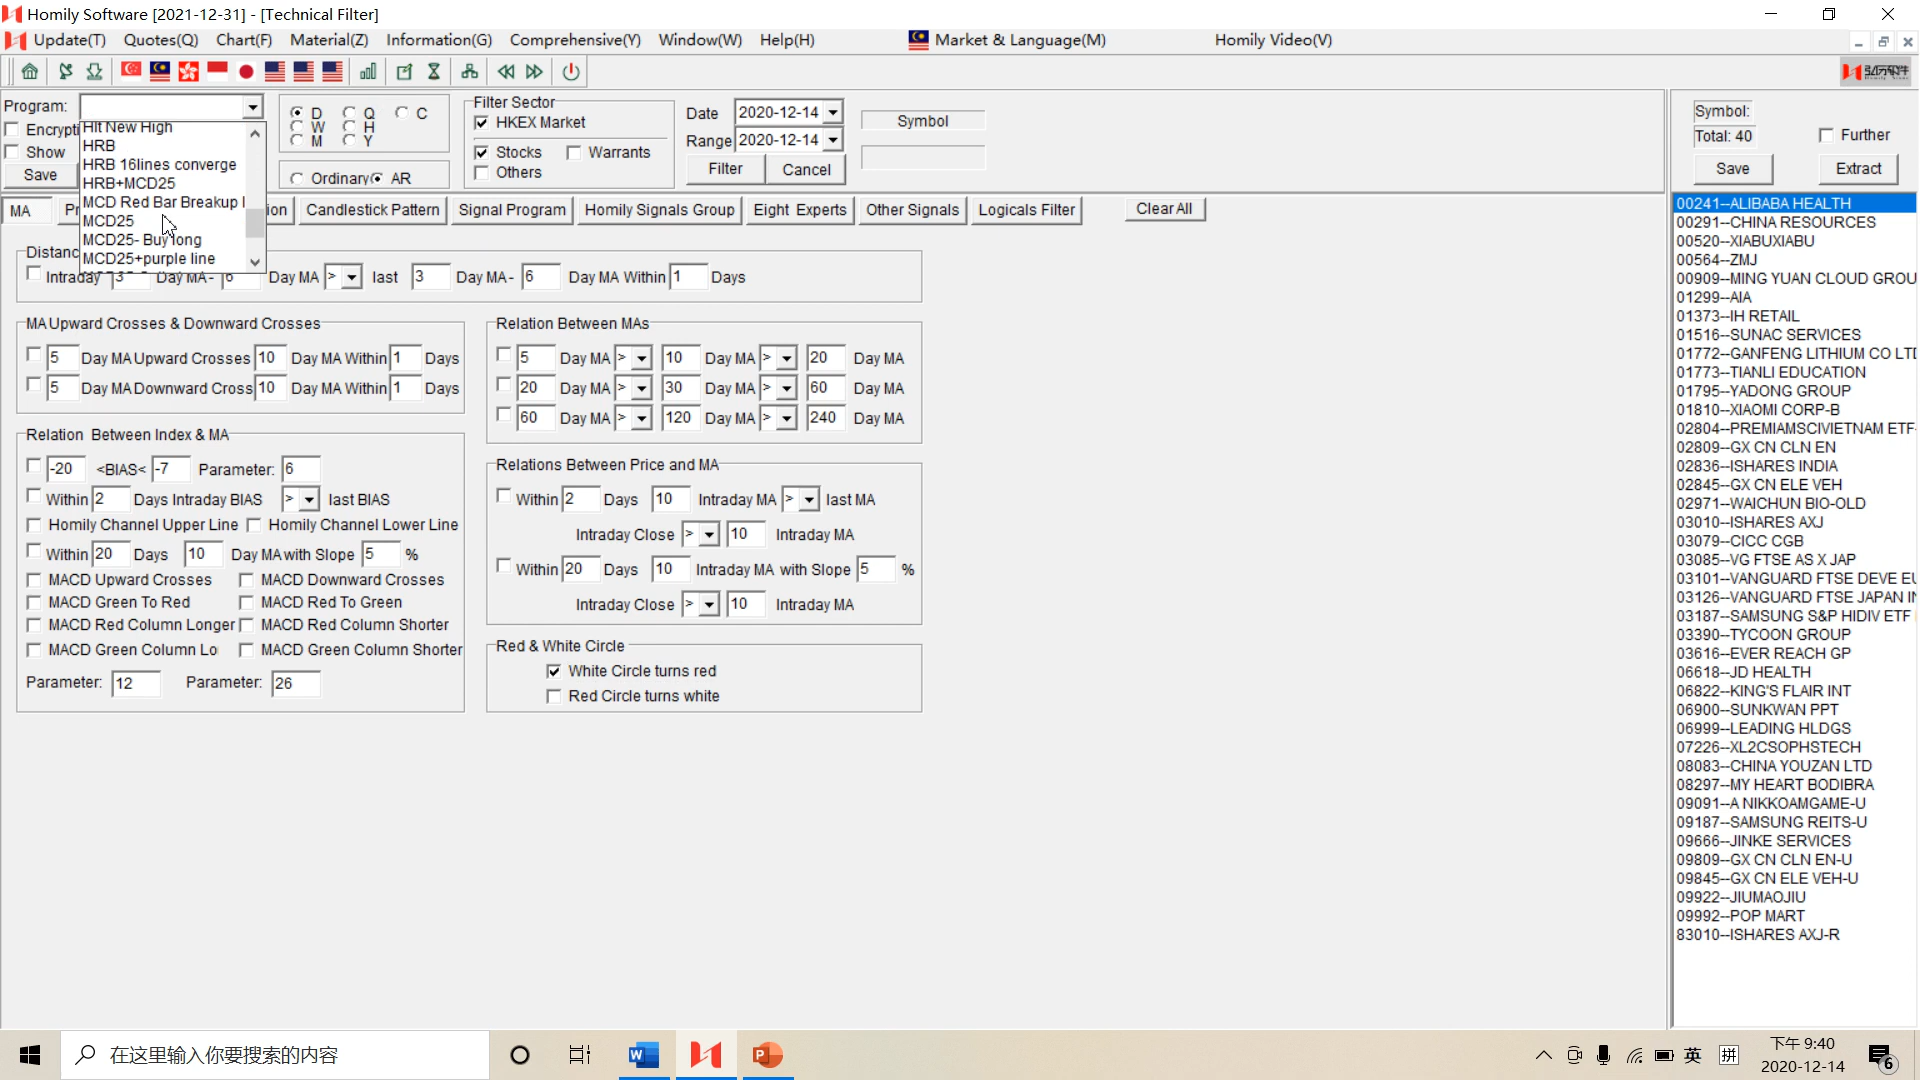 Homily Software [2021-12-31] - [Technical Filter]
Update(T) Quotes(Q) Chart(F) Material(Z) Information(G) Comprehensive(Y) Window(W) Help(H) Market & Language(M) Homily Video(V)
弘历软件
Program:
Encrypti
Show
Save
Hit New High
HRB
HRB 16lines converge
HRB+MCD25
MCD Red Bar Breakup l
MCD25
MCD25- Buy long
MCD25+purple line
D Q C
W H
M Y
Ordinary AR
Filter Sector
HKEX Market
Stocks Warrants
Others
Date 2020-12-14
Range 2020-12-14
Filter Cancel
Symbol
Symbol:
Total: 40 Further
Save Extract
MA Pr ion Candlestick Pattern Signal Program Homily Signals Group Eight Experts Other Signals Logicals Filter Clear All
Distanc
Intraday 3 Day MA- 6 Day MA > last 3 Day MA- 6 Day MA Within 1 Days
MA Upward Crosses & Downward Crosses
5 Day MA Upward Crosses 10 Day MA Within 1 Days
5 Day MA Downward Cross 10 Day MA Within 1 Days
Relation Between MAs
5 Day MA > 10 Day MA > 20 Day MA
20 Day MA > 30 Day MA > 60 Day MA
60 Day MA > 120 Day MA > 240 Day MA
Relation Between Index & MA
-20 <BIAS< -7 Parameter: 6
Within 2 Days Intraday BIAS > last BIAS
Homily Channel Upper Line Homily Channel Lower Line
Within 20 Days 10 Day MA with Slope 5 %
MACD Upward Crosses MACD Downward Crosses
MACD Green To Red MACD Red To Green
MACD Red Column Longer MACD Red Column Shorter
MACD Green Column Lo MACD Green Column Shorter
Parameter: 12 Parameter: 26
Relations Between Price and MA
Within 2 Days 10 Intraday MA > last MA
Intraday Close > 10 Intraday MA
Within 20 Days 10 Intraday MA with Slope 5 %
Intraday Close > 10 Intraday MA
Red & White Circle
White Circle turns red
Red Circle turns white
00241--ALIBABA HEALTH
00291--CHINA RESOURCES
00520--XIABUXIABU
00564--ZMJ
00909--MING YUAN CLOUD GROU
01299--AIA
01373--IH RETAIL
01516--SUNAC SERVICES
01772--GANFENG LITHIUM CO LTD
01773--TIANLI EDUCATION
01795--YADONG GROUP
01810--XIAOMI CORP-B
02804--PREMIAMSCIVIETNAM ETF-
02809--GX CN CLN EN
02836--ISHARES INDIA
02845--GX CN ELE VEH
02971--WAICHUN BIO-OLD
03010--ISHARES AXJ
03079--CICC CGB
03085--VG FTSE AS X JAP
03101--VANGUARD FTSE DEVE EU
03126--VANGUARD FTSE JAPAN IN
03187--SAMSUNG S&P HIDIV ETF
03390--TYCOON GROUP
03616--EVER REACH GP
06618--JD HEALTH
06822--KING'S FLAIR INT
06900--SUNKWAN PPT
06999--LEADING HLDGS
07226--XL2CSOPHSTECH
08083--CHINA YOUZAN LTD
08297--MY HEART BODIBRA
09091--A NIKKOAMGAME-U
09187--SAMSUNG REITS-U
09666--JINKE SERVICES
09809--GX CN CLN EN-U
09845--GX CN ELE VEH-U
09922--JIUMAOJIU
09992--POP MART
83010--ISHARES AXJ-R
在这里输入你要搜索的内容
英 拼
下午 9:40
2020-12-14
6